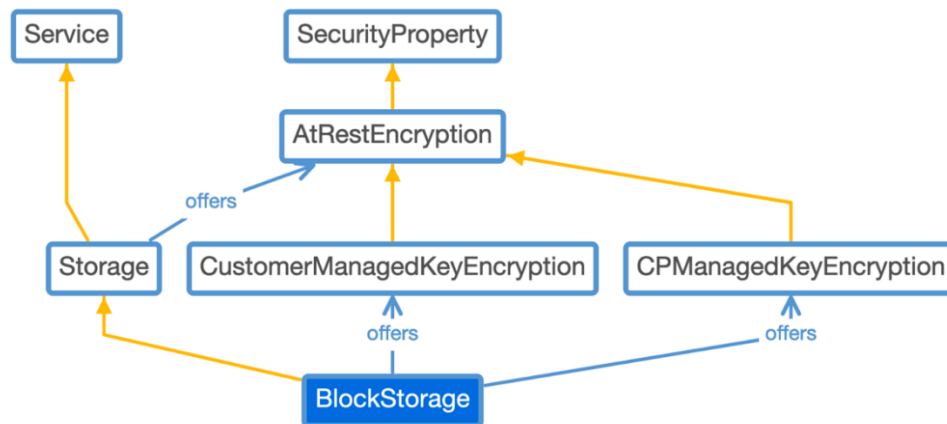 Service
SecurityProperty
AtRestEncryption
offers
Storage
CustomerManagedKeyEncryption
CPManagedKeyEncryption
offers
offers
BlockStorage